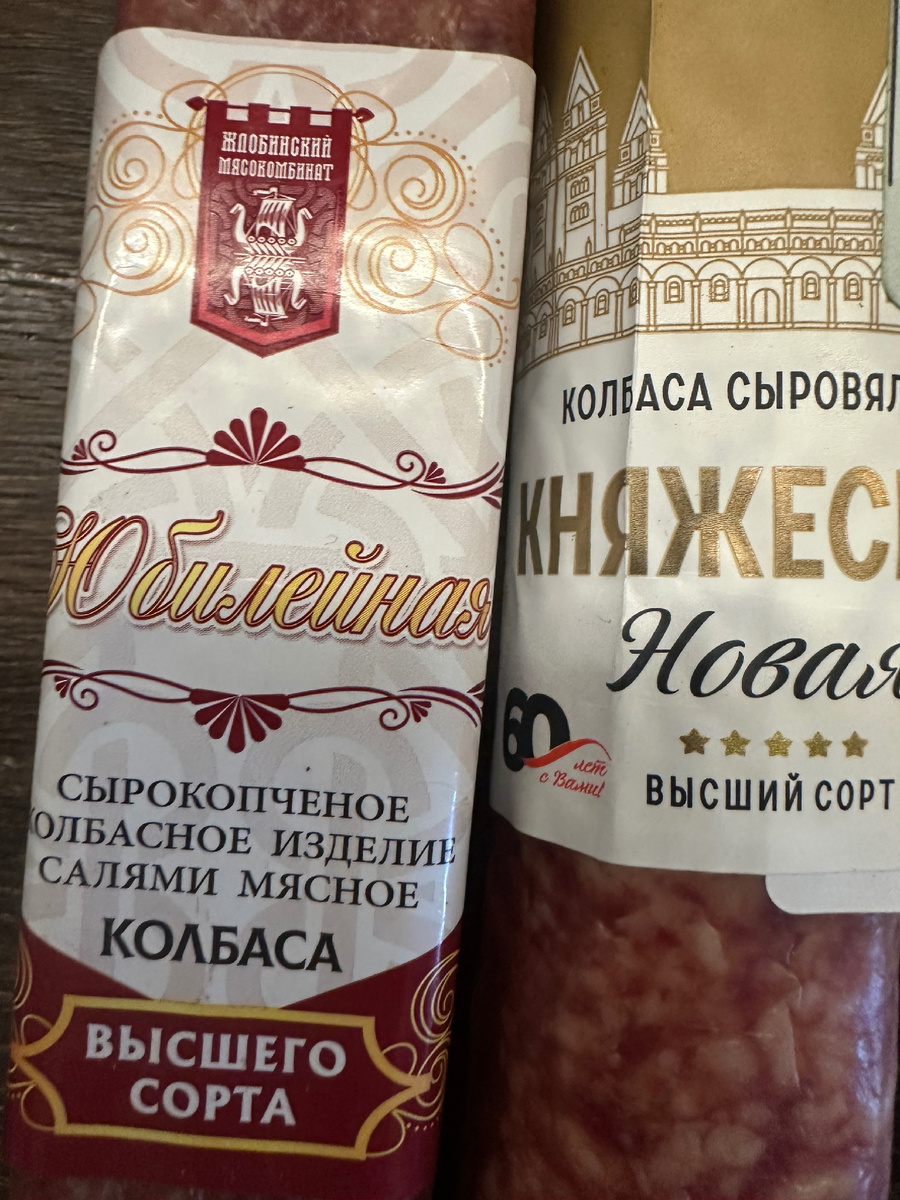 ЖЛОБИНСКИЙ
МЯСОКОМБИНАТ
Юбилейная
СЫРОКОПЧЕНОЕ
КОЛБАСНОЕ ИЗДЕЛИЕ
САЛЯМИ МЯСНОЕ
КОЛБАСА
ВЫСШЕГО
СОРТА
КОЛБАСА СЫРОВЯЛ
КНЯЖЕС
Новая
60
лет
с Вами!
ВЫСШИЙ СОРТ